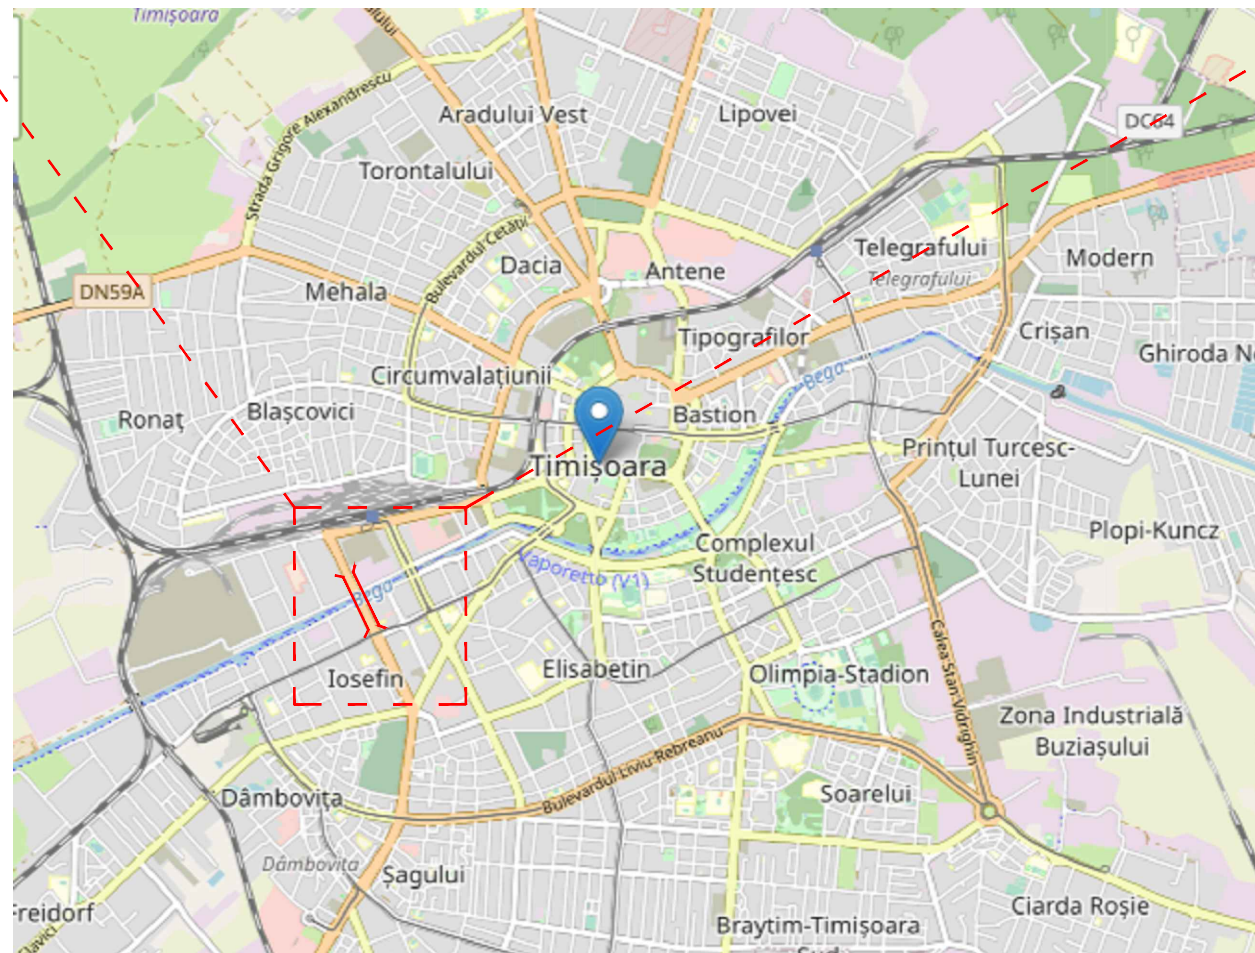 Timișoara
Strada Grigore Alexandrescu
Aradului Vest
Lipovei
DC64
Torontalului
Bulevardul Cetății
Telegrafului
Telegrafului
Modern
Dacia
Antene
DN59A
Mehala
Tipografilor
Crișan
Ghiroda
Circumvalațiunii
Bega
Ronaț
Blașcovici
Bastion
Timișoara
Prințul Turcesc-
Lunei
Plopi-Kuncz
Complexul
Studențesc
Vaporetto (V1)
Bega
Calea Stan Vidrighin
Iosefin
Elisabetin
Olimpia-Stadion
Zona Industrială
Buziașului
Bulevardul Liviu Rebreanu
Dâmbovița
Soarelui
Dâmbovița
Șagului
Freidorf
Ciarda Roșie
Braytim-Timișoara